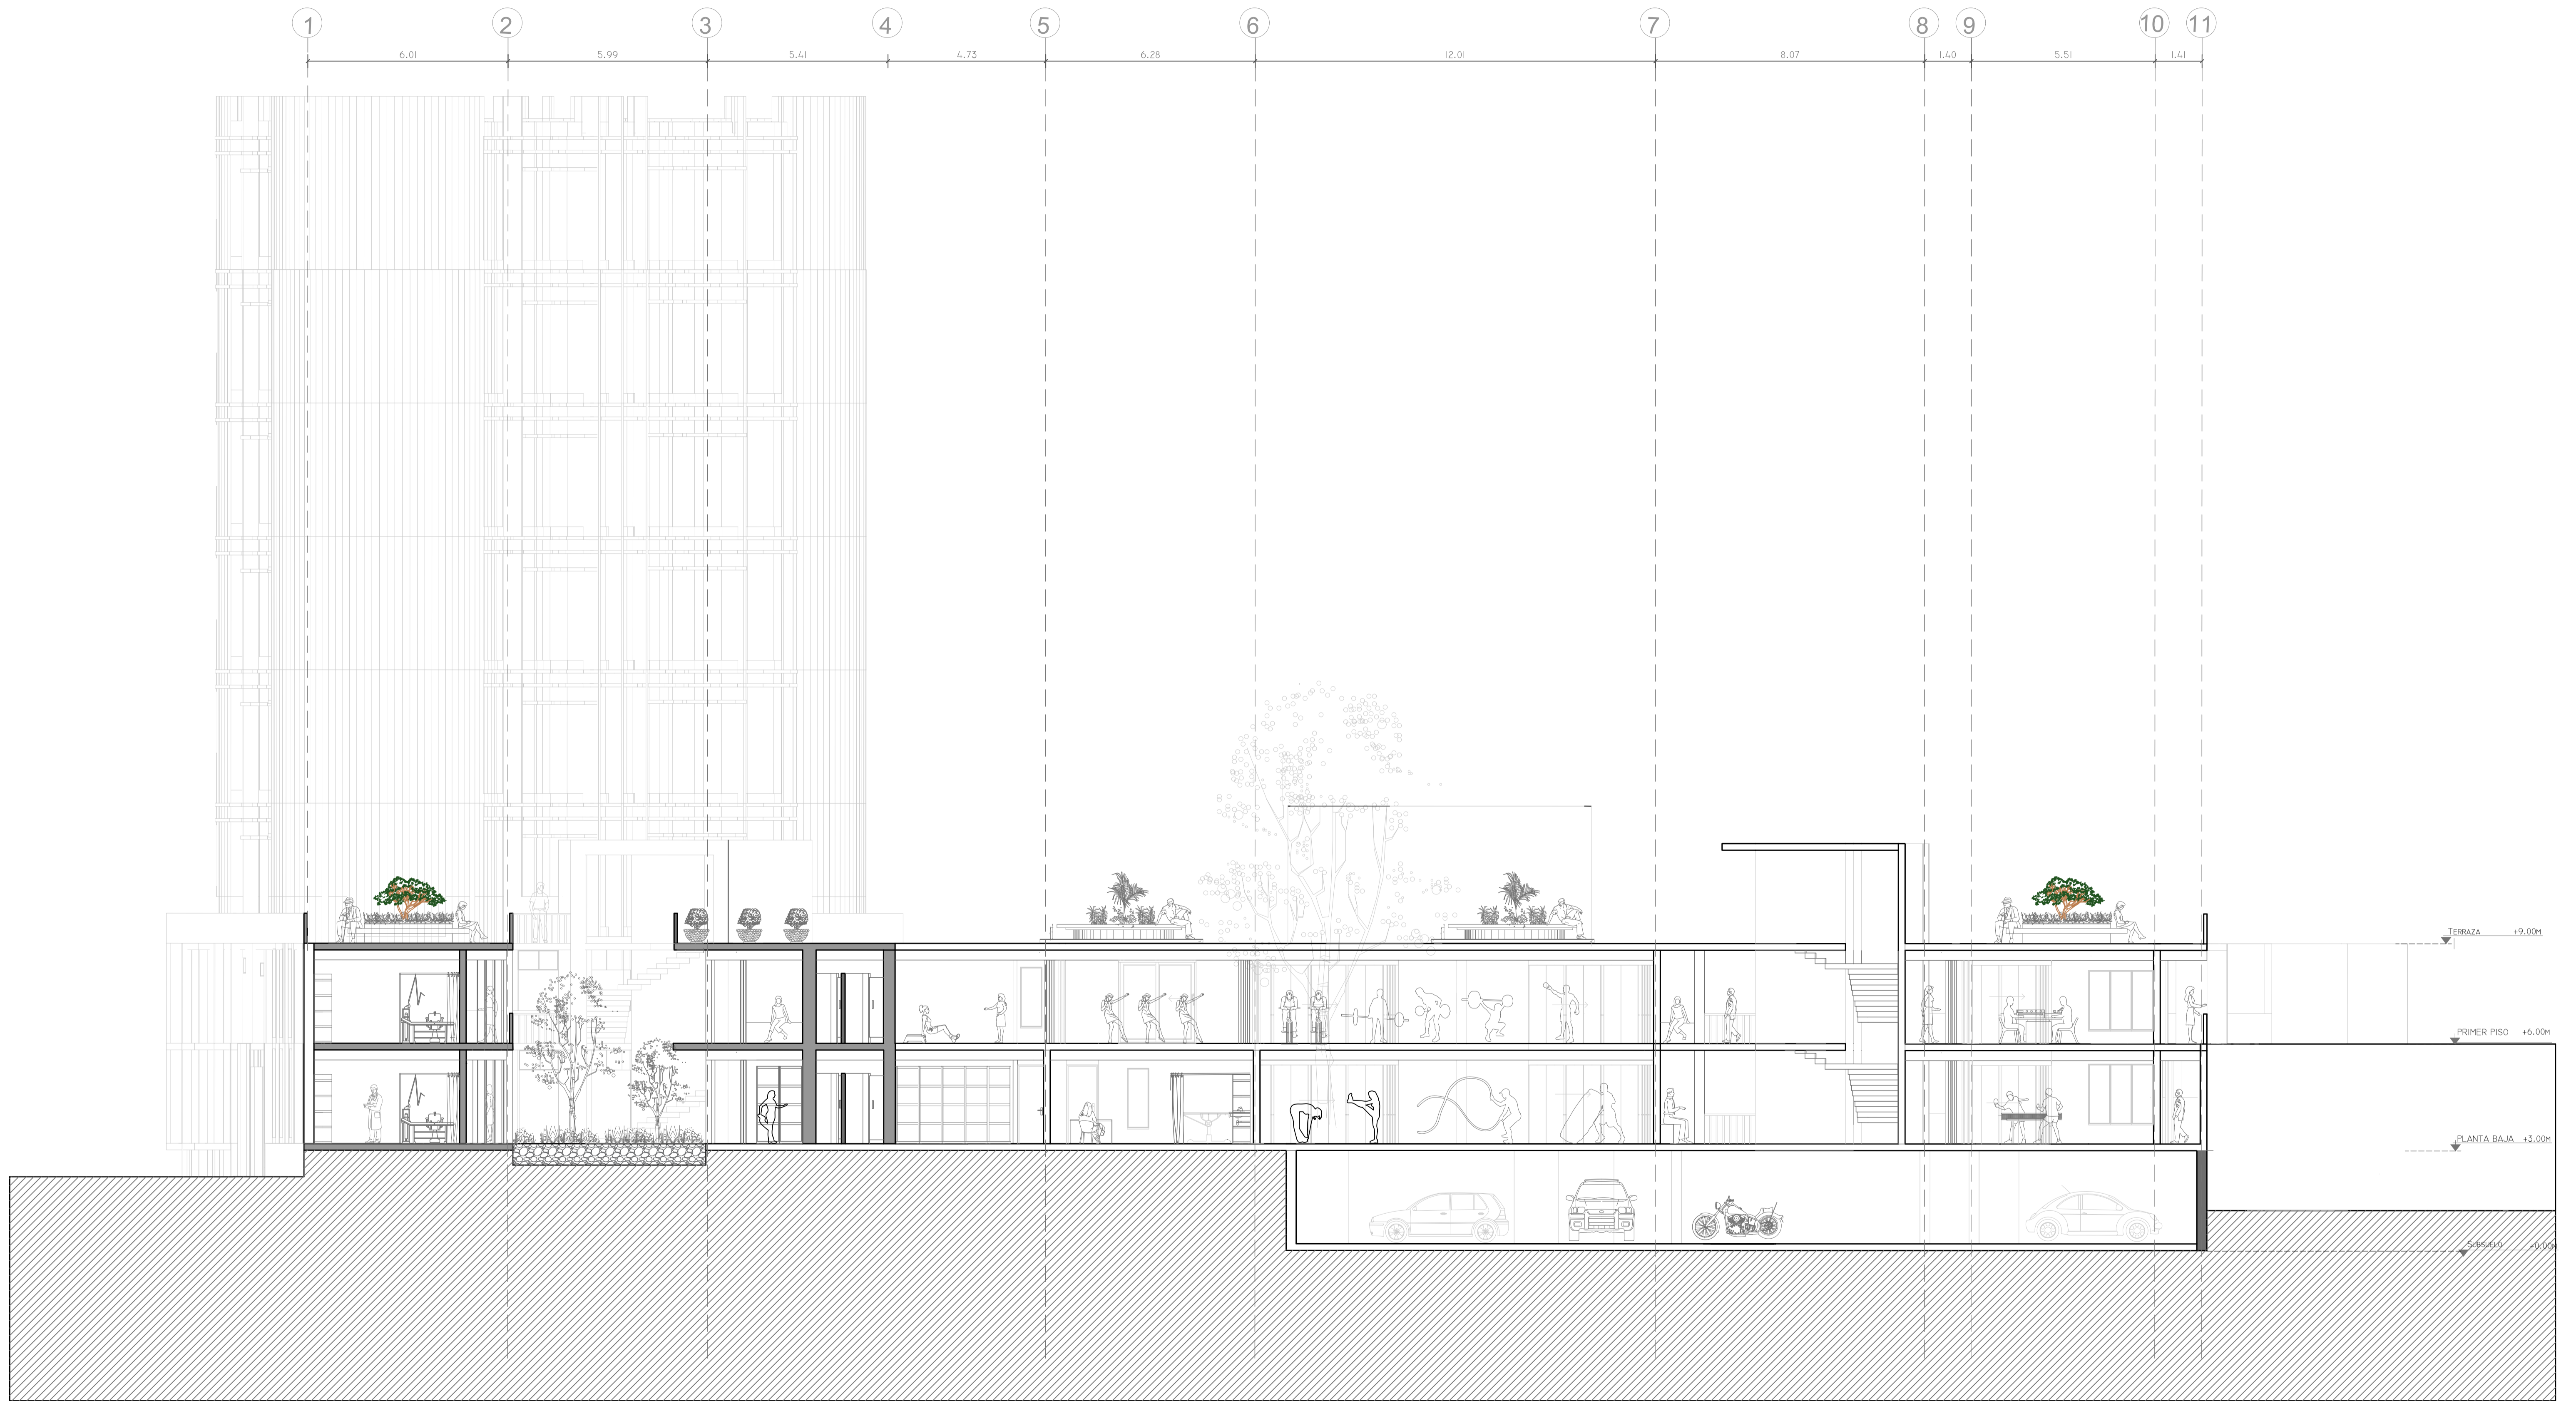 1 2 3 4 5 6 7 8 9 10 11
6.01 5.99 5.41 4.73 6.28 12.01 8.07 1.40 5.51 1.41
TERRAZA +9.00M
PRIMER PISO +6.00M
PLANTA BAJA +3.00M
SUBSUELO +0.00M